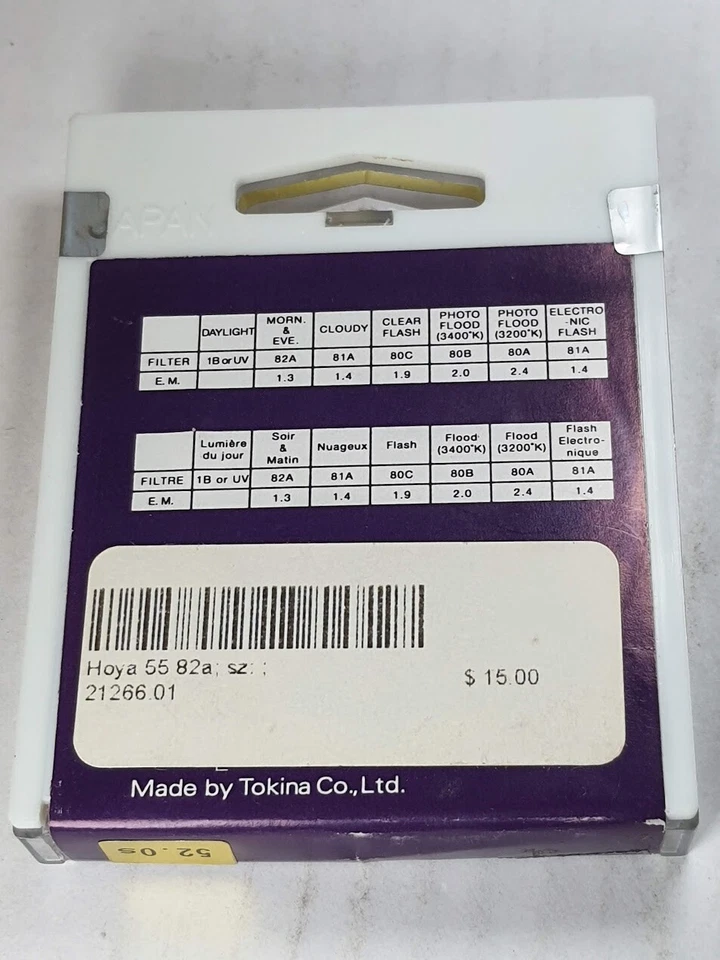 JAPAN
DAYLIGHT MORN. & EVE. CLOUDY CLEAR FLASH PHOTO FLOOD (3400°K) PHOTO FLOOD (3200°K) ELECTRO-NIC FLASH
FILTER 1B or UV 82A 81A 80C 80B 80A 81A
E.M. 1.3 1.4 1.9 2.0 2.4 1.4
Lumière du jour Soir & Matin Nuageux Flash Flood (3400°K) Flood (3200°K) Flash Electro-nique
FILTRE 1B or UV 82A 81A 80C 80B 80A 81A
E.M. 1.3 1.4 1.9 2.0 2.4 1.4
Hoya 55 82a; sz: ;
21266.01 $ 15.00
Made by Tokina Co., Ltd.
52.0s